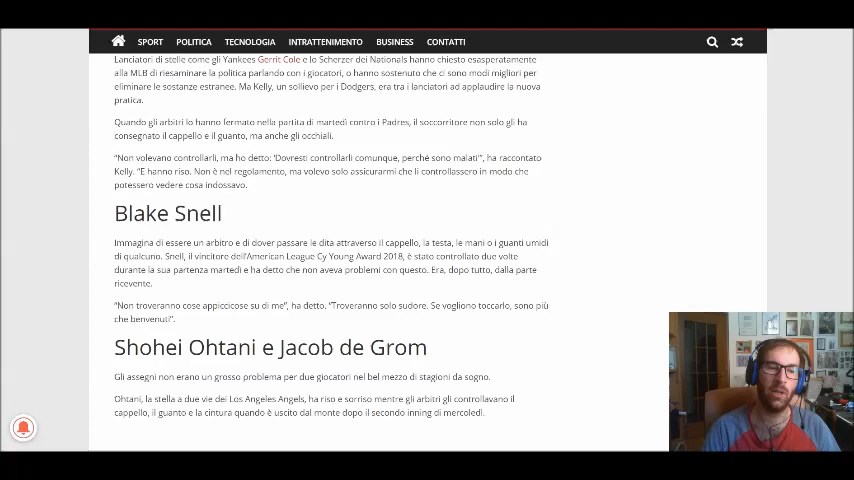 SPORT POLITICA TECNOLOGIA INTRATTENIMENTO BUSINESS CONTATTI
Lanciatori di stelle come gli Yankees Gerrit Cole e lo Scherzer dei Nationals hanno chiesto esasperatamente
alla MLB di riesaminare la politica parlando con i giocatori, o hanno sostenuto che ci sono modi migliori per
eliminare le sostanze estranee. Ma Kelly, un sollievo per i Dodgers, era tra i lanciatori ad applaudire la nuova
pratica.
Quando gli arbitri lo hanno fermato nella partita di martedì contro i Padres, il soccorritore non solo gli ha
consegnato il cappello e il guanto, ma anche gli occhiali.
“Non volevano controllarli, ma ho detto: ‘Dovresti controllarli comunque, perché sono malati’”, ha raccontato
Kelly. “E hanno riso. Non è nel regolamento, ma volevo solo assicurarmi che li controllassero in modo che
potessero vedere cosa indossavo.
Blake Snell
Immagina di essere un arbitro e di dover passare le dita attraverso il cappello, la testa, le mani o i guanti umidi
di qualcuno. Snell, il vincitore dell’American League Cy Young Award 2018, è stato controllato due volte
durante la sua partenza martedì e ha detto che non aveva problemi con questo. Era, dopo tutto, dalla parte
ricevente.
“Non troveranno cose appiccicose su di me”, ha detto. “Troveranno solo sudore. Se vogliono toccarlo, sono più
che benvenuti”.
Shohei Ohtani e Jacob de Grom
Gli assegni non erano un grosso problema per due giocatori nel bel mezzo di stagioni da sogno.
Ohtani, la stella a due vie dei Los Angeles Angels, ha riso e sorriso mentre gli arbitri gli controllavano il
cappello, il guanto e la cintura quando è uscito dal monte dopo il secondo inning di mercoledì.